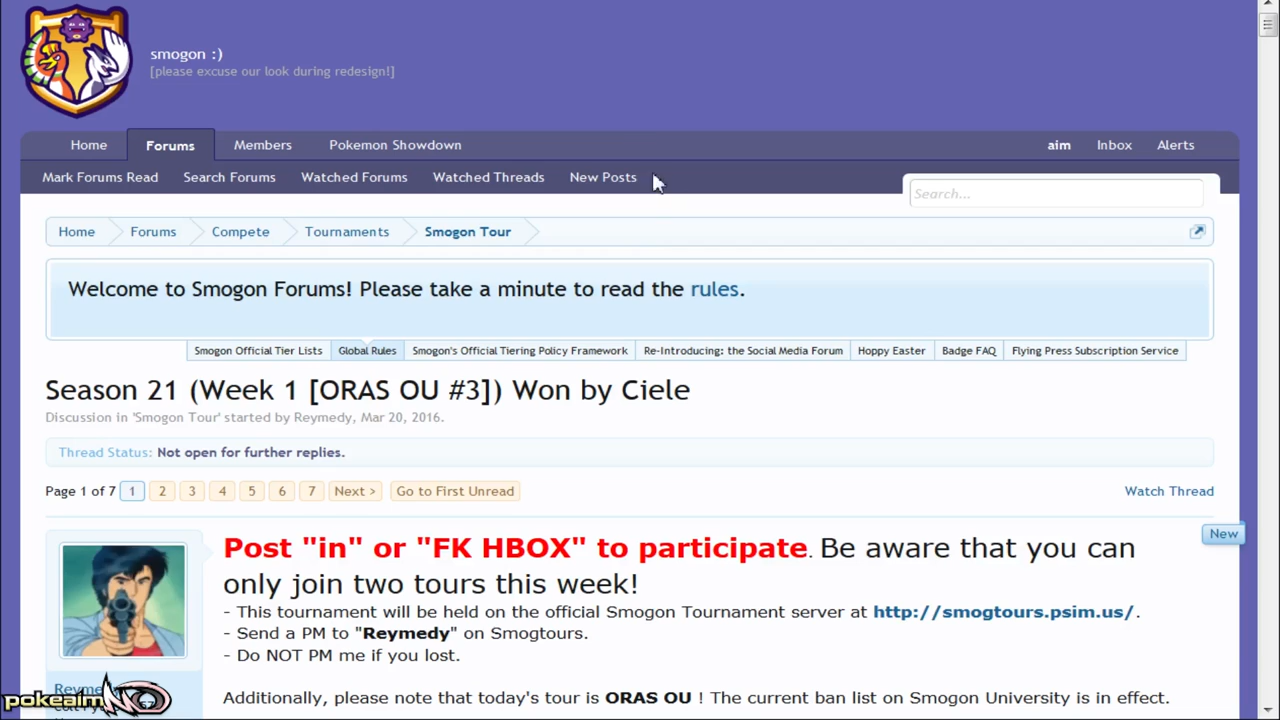 smogon :)
[please excuse our look during redesign!]
Home Forums Members Pokemon Showdown aim Inbox Alerts
Mark Forums Read Search Forums Watched Forums Watched Threads New Posts Search...
Home Forums Compete Tournaments Smogon Tour
Welcome to Smogon Forums! Please take a minute to read the rules.
Smogon Official Tier Lists Global Rules Smogon's Official Tiering Policy Framework Re-Introducing: the Social Media Forum Hoppy Easter Badge FAQ Flying Press Subscription Service
Season 21 (Week 1 [ORAS OU #3]) Won by Ciele
Discussion in 'Smogon Tour' started by Reymedy, Mar 20, 2016.
Thread Status: Not open for further replies.
Page 1 of 7 1 2 3 4 5 6 7 Next > Go to First Unread Watch Thread
New
Post "in" or "FK HBOX" to participate. Be aware that you can
only join two tours this week!
- This tournament will be held on the official Smogon Tournament server at http://smogtours.psim.us/.
- Send a PM to "Reymedy" on Smogtours.
- Do NOT PM me if you lost.
Additionally, please note that today's tour is ORAS OU ! The current ban list on Smogon University is in effect.
pokeaim